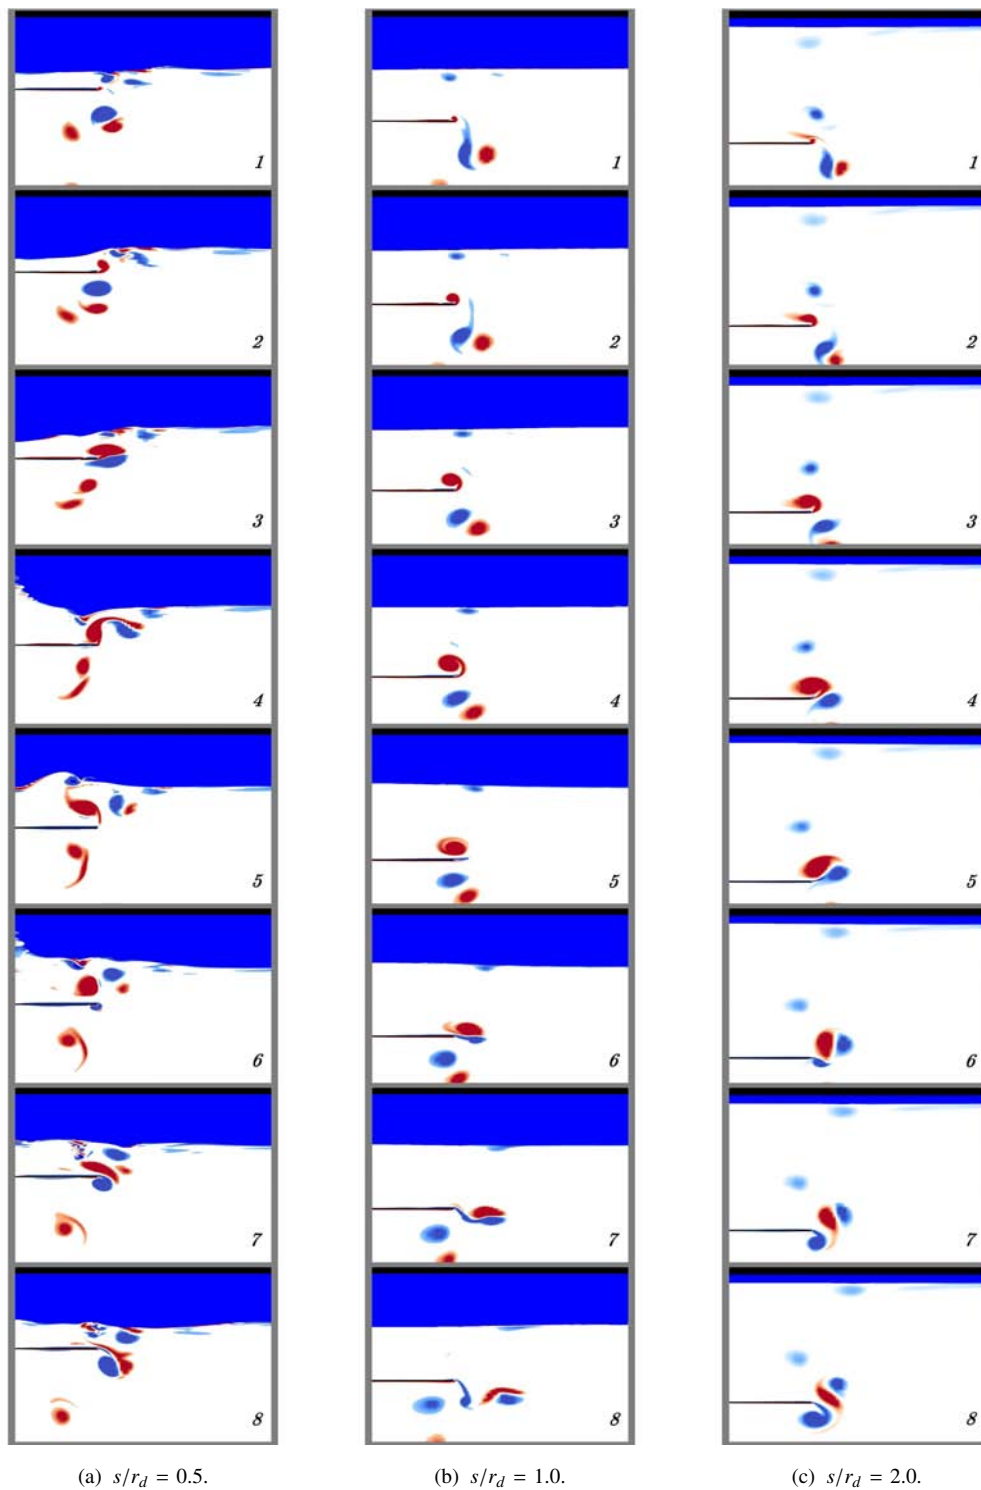 1 1 1
2 2 2
3 3 3
4 4 4
5 5 5
6 6 6
7 7 7
8 8 8
(a) s/r_d = 0.5. (b) s/r_d = 1.0. (c) s/r_d = 2.0.